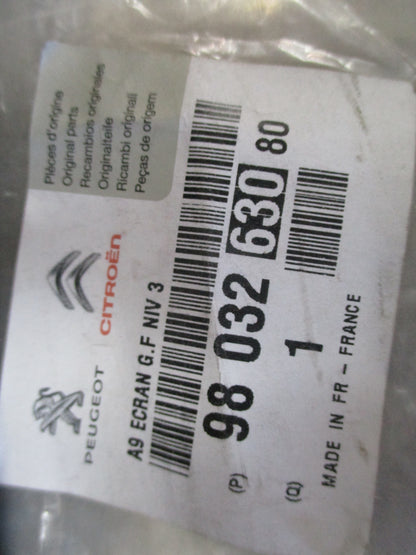 Pièces d'origine
Original parts
Recambios originales
Originalteile
Ricambi originali
Peças de origem
PEUGEOT CITROËN
A9 ECRAN G.F NIV 3
(P) 98 032 630 80
(Q) 1
MADE IN FR - FRANCE